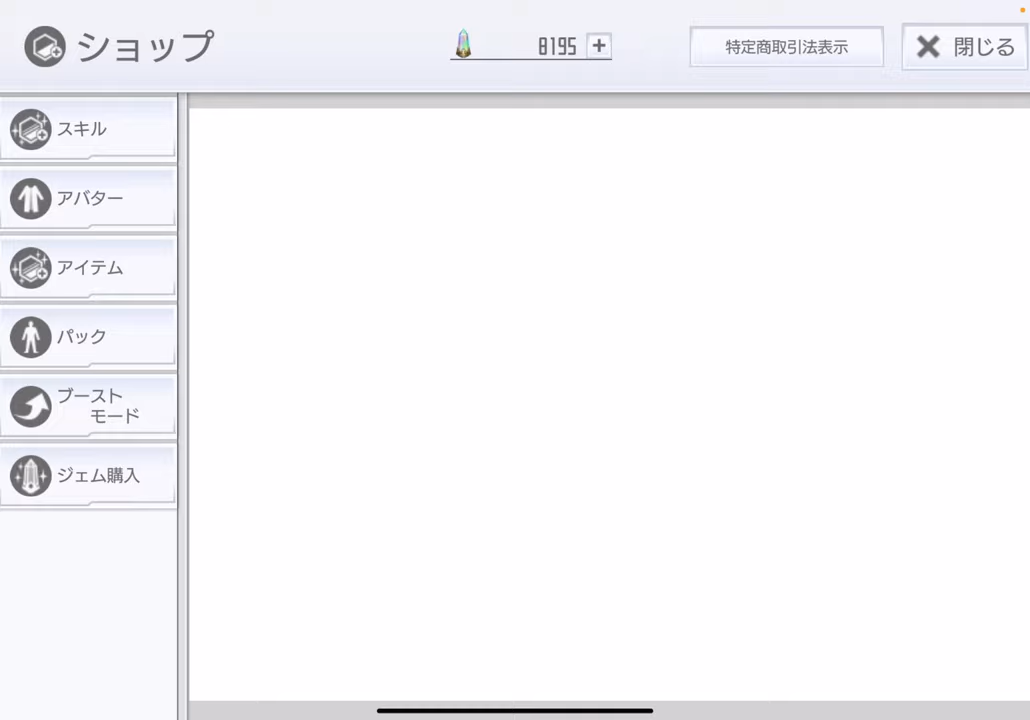 ショップ
8195
特定商取引法表示
閉じる
スキル
アバター
アイテム
パック
ブースト
モード
ジェム購入